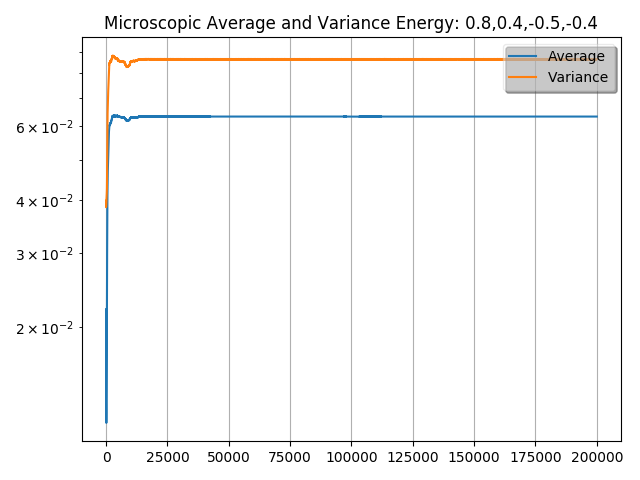 Microscopic Average and Variance Energy: 0.8,0.4,-0.5,-0.4
Average
Variance
6 × 10⁻²
4 × 10⁻²
3 × 10⁻²
2 × 10⁻²
0 25000 50000 75000 100000 125000 150000 175000 200000